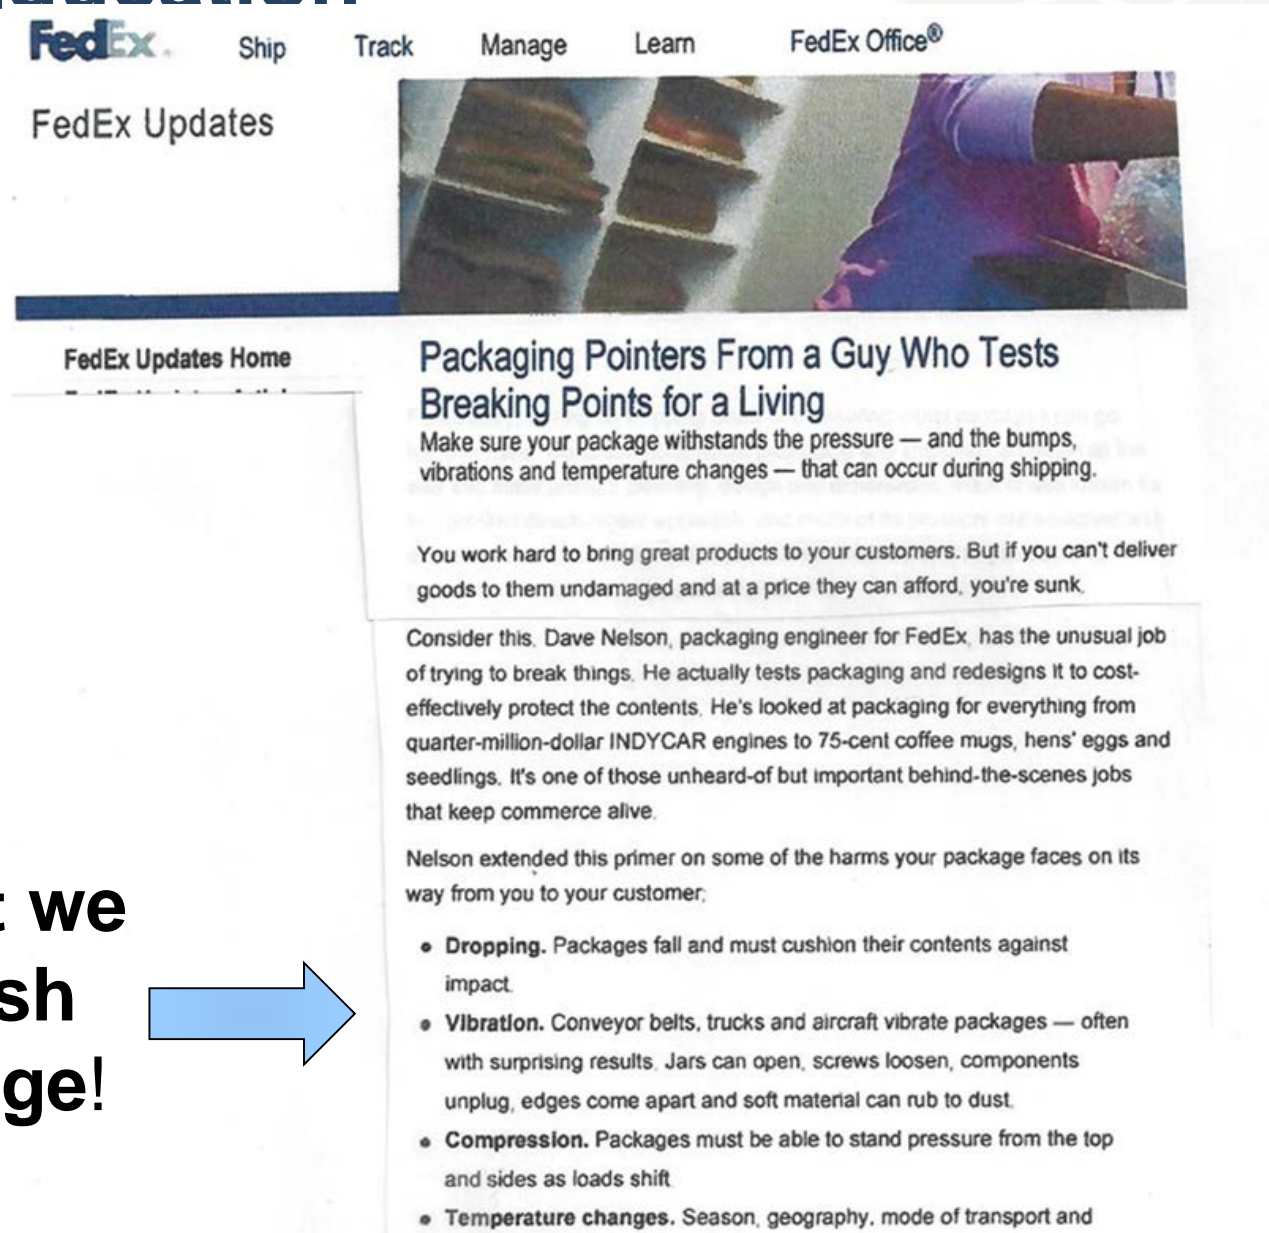 FedEx.
Ship Track Manage Learn FedEx Office®
FedEx Updates
FedEx Updates Home
Packaging Pointers From a Guy Who Tests
Breaking Points for a Living
Make sure your package withstands the pressure — and the bumps,
vibrations and temperature changes — that can occur during shipping.
You work hard to bring great products to your customers. But if you can't deliver
goods to them undamaged and at a price they can afford, you're sunk.
Consider this. Dave Nelson, packaging engineer for FedEx, has the unusual job
of trying to break things. He actually tests packaging and redesigns it to cost-
effectively protect the contents. He's looked at packaging for everything from
quarter-million-dollar INDYCAR engines to 75-cent coffee mugs, hens' eggs and
seedlings. It's one of those unheard-of but important behind-the-scenes jobs
that keep commerce alive.
Nelson extended this primer on some of the harms your package faces on its
way from you to your customer:
t we
sh
ge!
• Dropping. Packages fall and must cushion their contents against
impact.
• Vibration. Conveyor belts, trucks and aircraft vibrate packages — often
with surprising results. Jars can open, screws loosen, components
unplug, edges come apart and soft material can rub to dust.
• Compression. Packages must be able to stand pressure from the top
and sides as loads shift
• Temperature changes. Season, geography, mode of transport and